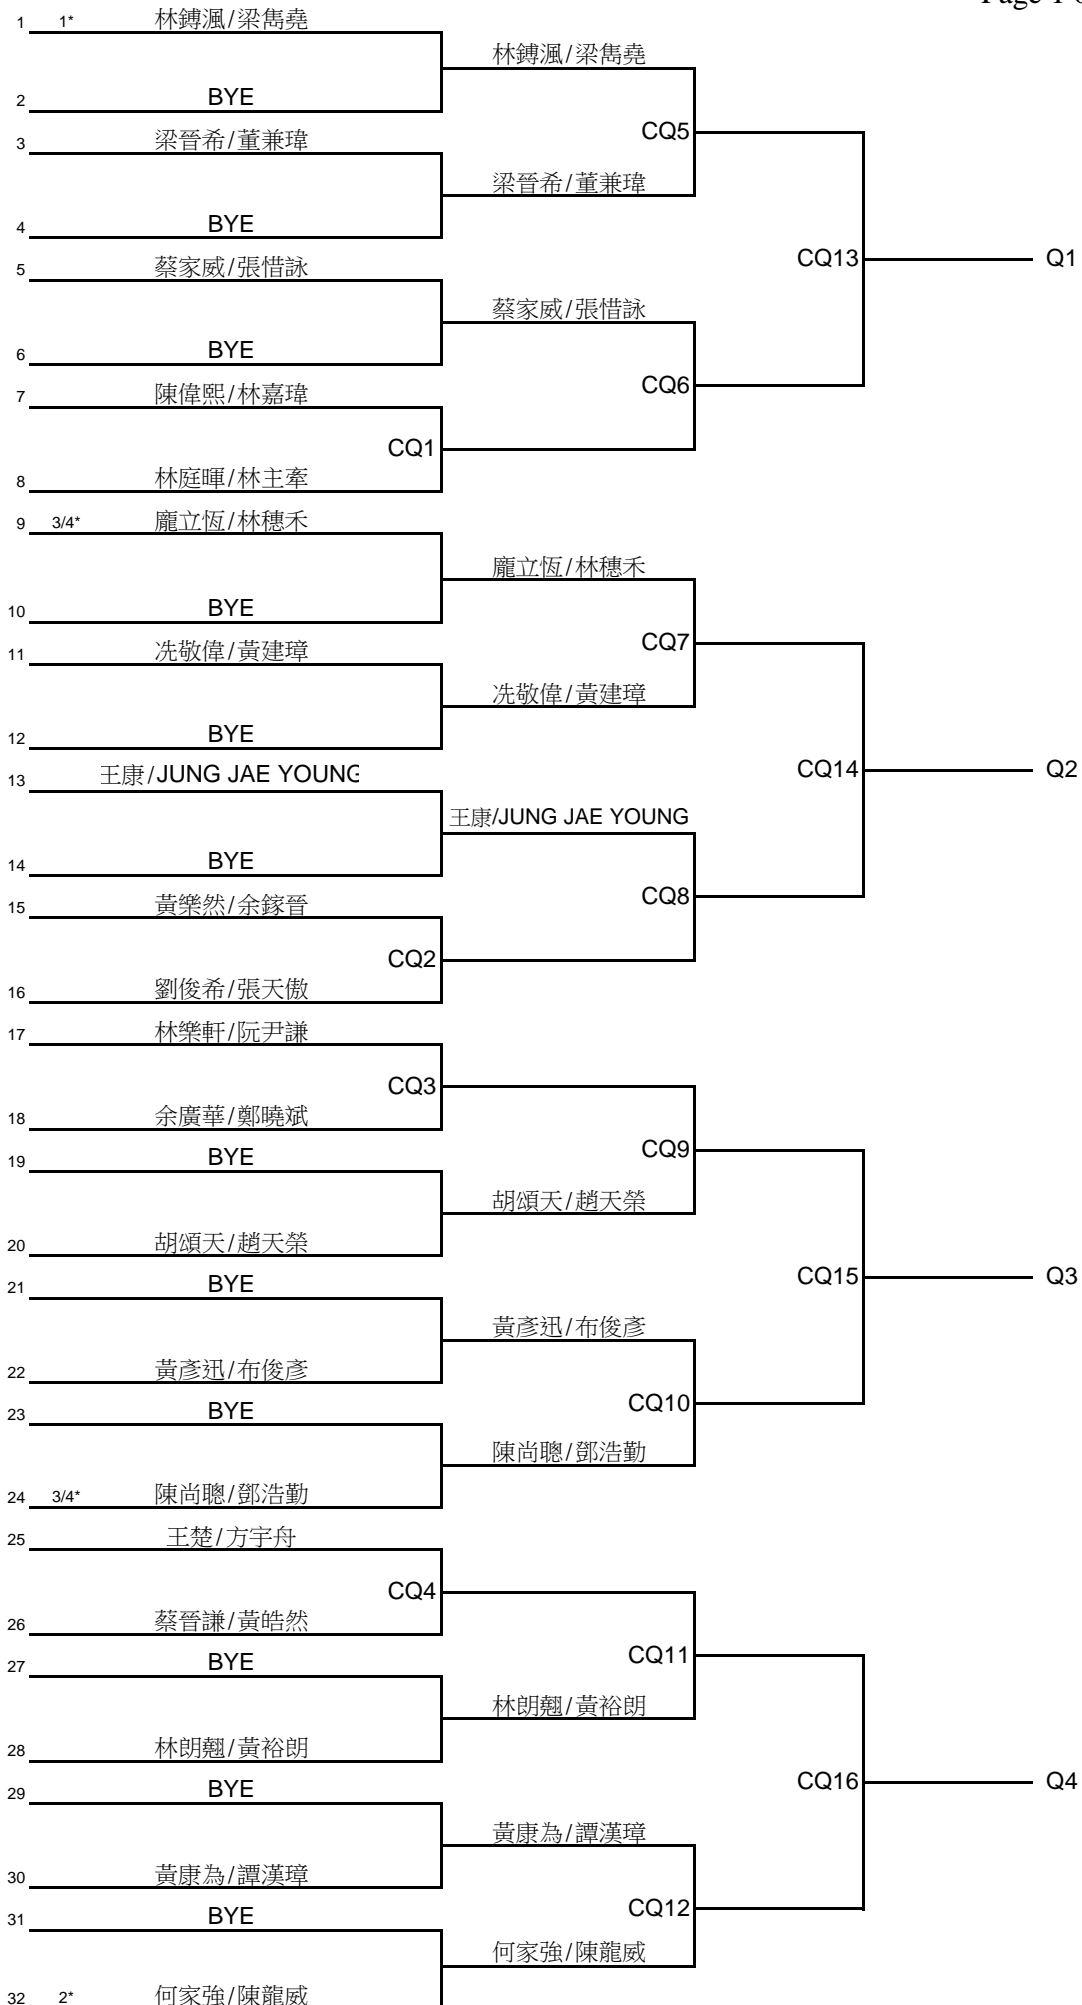 Page 1 o
1 1* 林鎛渢/梁雋堯
林鎛渢/梁雋堯
2 BYE
CQ5
3 梁晉希/董兼瑋
梁晉希/董兼瑋
4 BYE
CQ13 Q1
5 蔡家威/張惜詠
蔡家威/張惜詠
6 BYE
CQ6
7 陳偉熙/林嘉瑋
CQ1
8 林庭暉/林主牽
9 3/4* 龐立恆/林穗禾
龐立恆/林穗禾
10 BYE
CQ7
11 冼敬偉/黃建璋
冼敬偉/黃建璋
12 BYE
CQ14 Q2
13 王康/JUNG JAE YOUNG
王康/JUNG JAE YOUNG
14 BYE
CQ8
15 黃樂然/余鎵晉
CQ2
16 劉俊希/張天傲
17 林樂軒/阮尹謙
CQ3
18 余廣華/鄭曉斌
CQ9
19 BYE
胡頌天/趙天榮
20 胡頌天/趙天榮
CQ15 Q3
21 BYE
黃彥迅/布俊彥
22 黃彥迅/布俊彥
CQ10
23 BYE
陳尚聰/鄧浩勤
24 3/4* 陳尚聰/鄧浩勤
25 王楚/方宇舟
CQ4
26 蔡晉謙/黃皓然
CQ11
27 BYE
林朗翹/黃裕朗
28 林朗翹/黃裕朗
CQ16 Q4
29 BYE
黃康為/譚漢璋
30 黃康為/譚漢璋
CQ12
31 BYE
何家強/陳龍威
32 2* 何家強/陳龍威